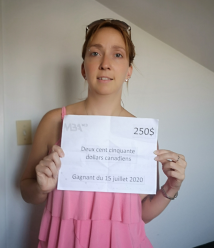 250$
Deux cent cinquante
dollars canadiens
Gagnant du 15 juillet 2020